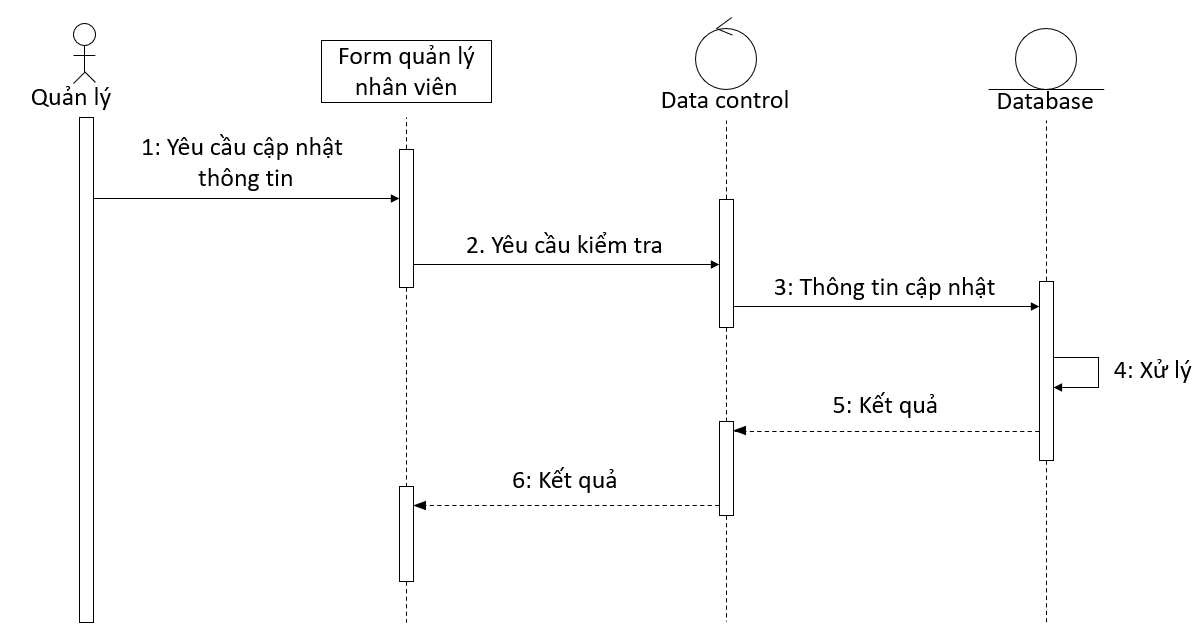 Quản lý
Form quản lý
nhân viên
Data control
Database
1: Yêu cầu cập nhật
thông tin
2. Yêu cầu kiểm tra
3: Thông tin cập nhật
4: Xử lý
5: Kết quả
6: Kết quả